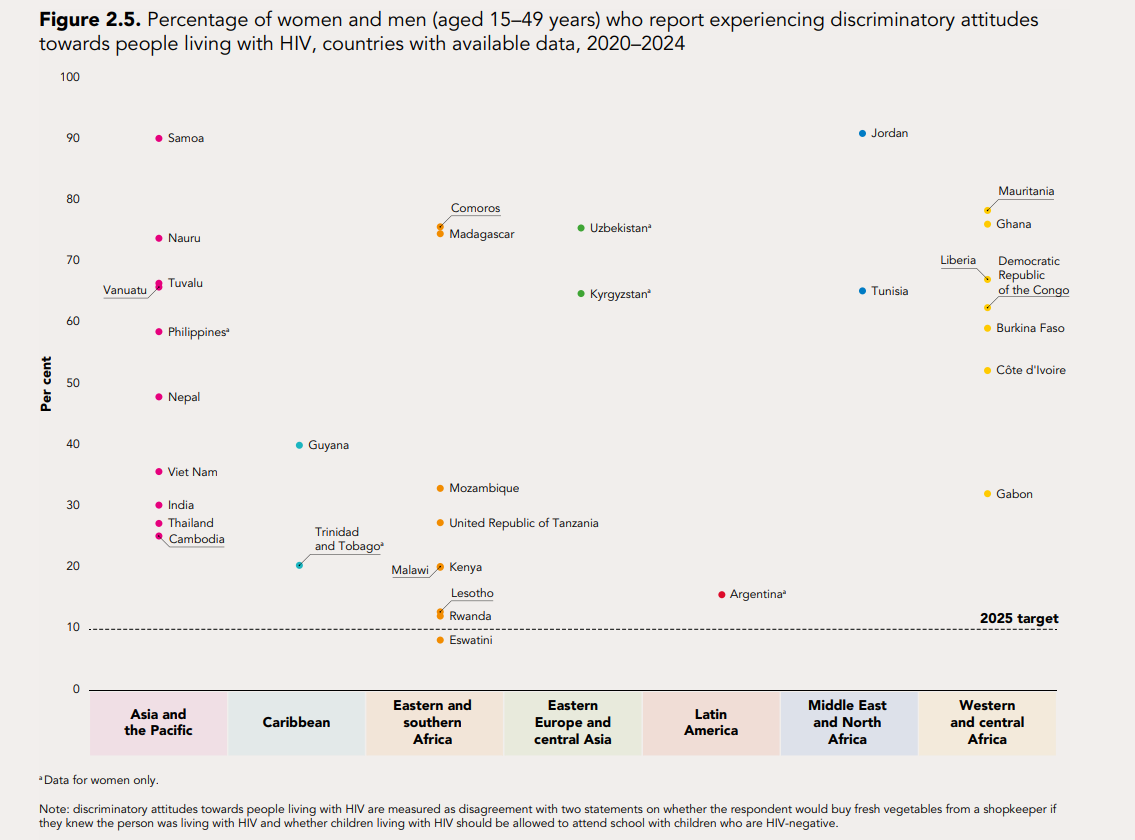 Figure 2.5. Percentage of women and men (aged 15–49 years) who report experiencing discriminatory attitudes
towards people living with HIV, countries with available data, 2020–2024
Per cent
100
90
80
70
60
50
40
30
20
10
0
Samoa
Nauru
Tuvalu
Vanuatu
Philippinesᵃ
Nepal
Viet Nam
India
Thailand
Cambodia
Guyana
Trinidad
and Tobagoᵃ
Comoros
Madagascar
Mozambique
United Republic of Tanzania
Malawi
Kenya
Lesotho
Rwanda
Eswatini
Uzbekistanᵃ
Kyrgyzstanᵃ
Argentinaᵃ
Jordan
Tunisia
Mauritania
Ghana
Liberia
Democratic
Republic
of the Congo
Burkina Faso
Côte d'Ivoire
Gabon
2025 target
Asia and
the Pacific
Caribbean
Eastern and
southern
Africa
Eastern
Europe and
central Asia
Latin
America
Middle East
and North
Africa
Western
and central
Africa
ᵃ Data for women only.
Note: discriminatory attitudes towards people living with HIV are measured as disagreement with two statements on whether the respondent would buy fresh vegetables from a shopkeeper if
they knew the person was living with HIV and whether children living with HIV should be allowed to attend school with children who are HIV-negative.